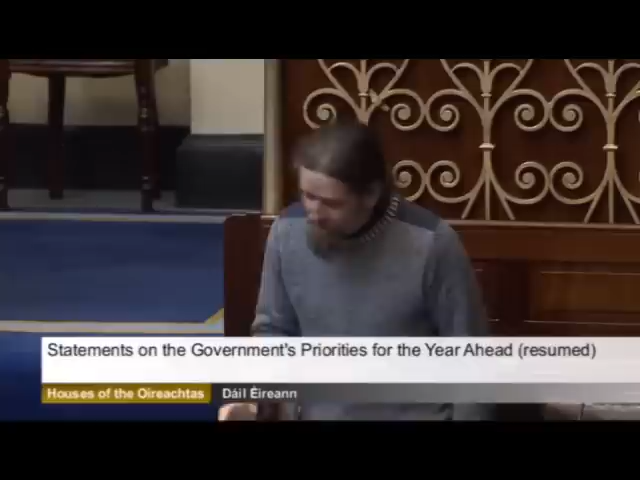 Statements on the Government's Priorities for the Year Ahead (resumed)
Houses of the Oireachtas Dáil Éireann